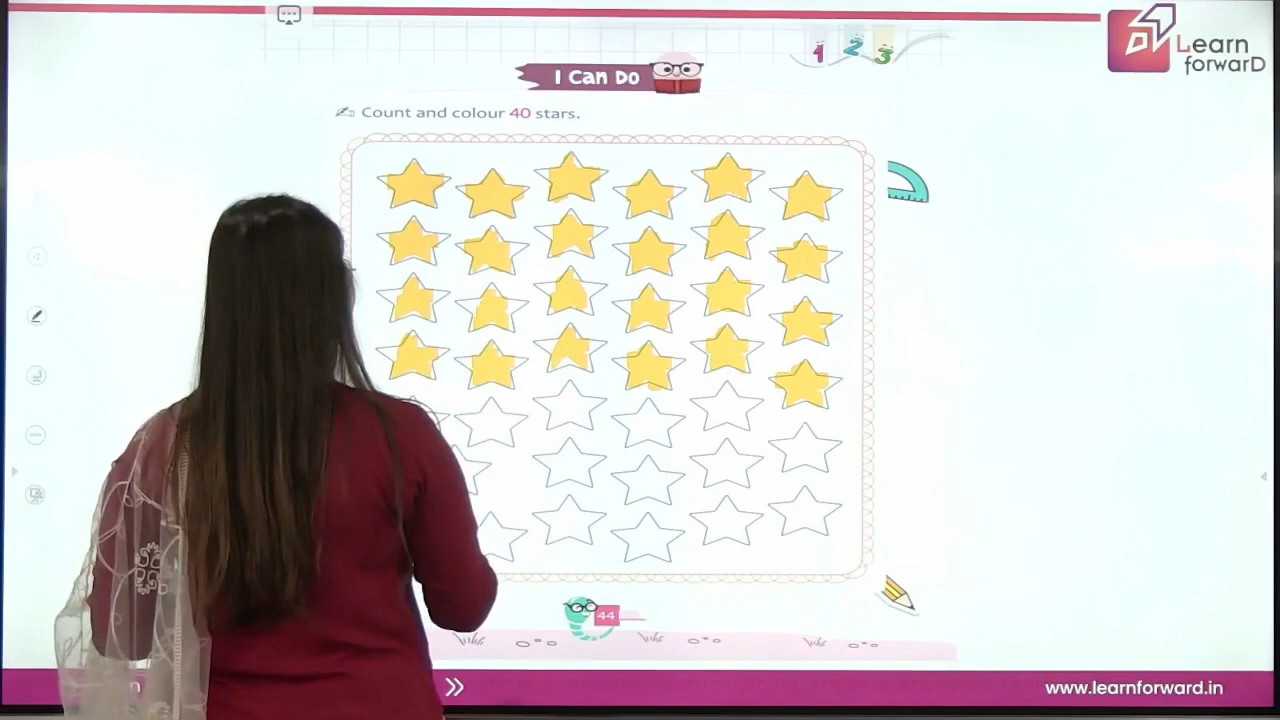 1 2 3
Learn
forwarD
I Can Do
Count and colour 40 stars.
44
www.learnforward.in